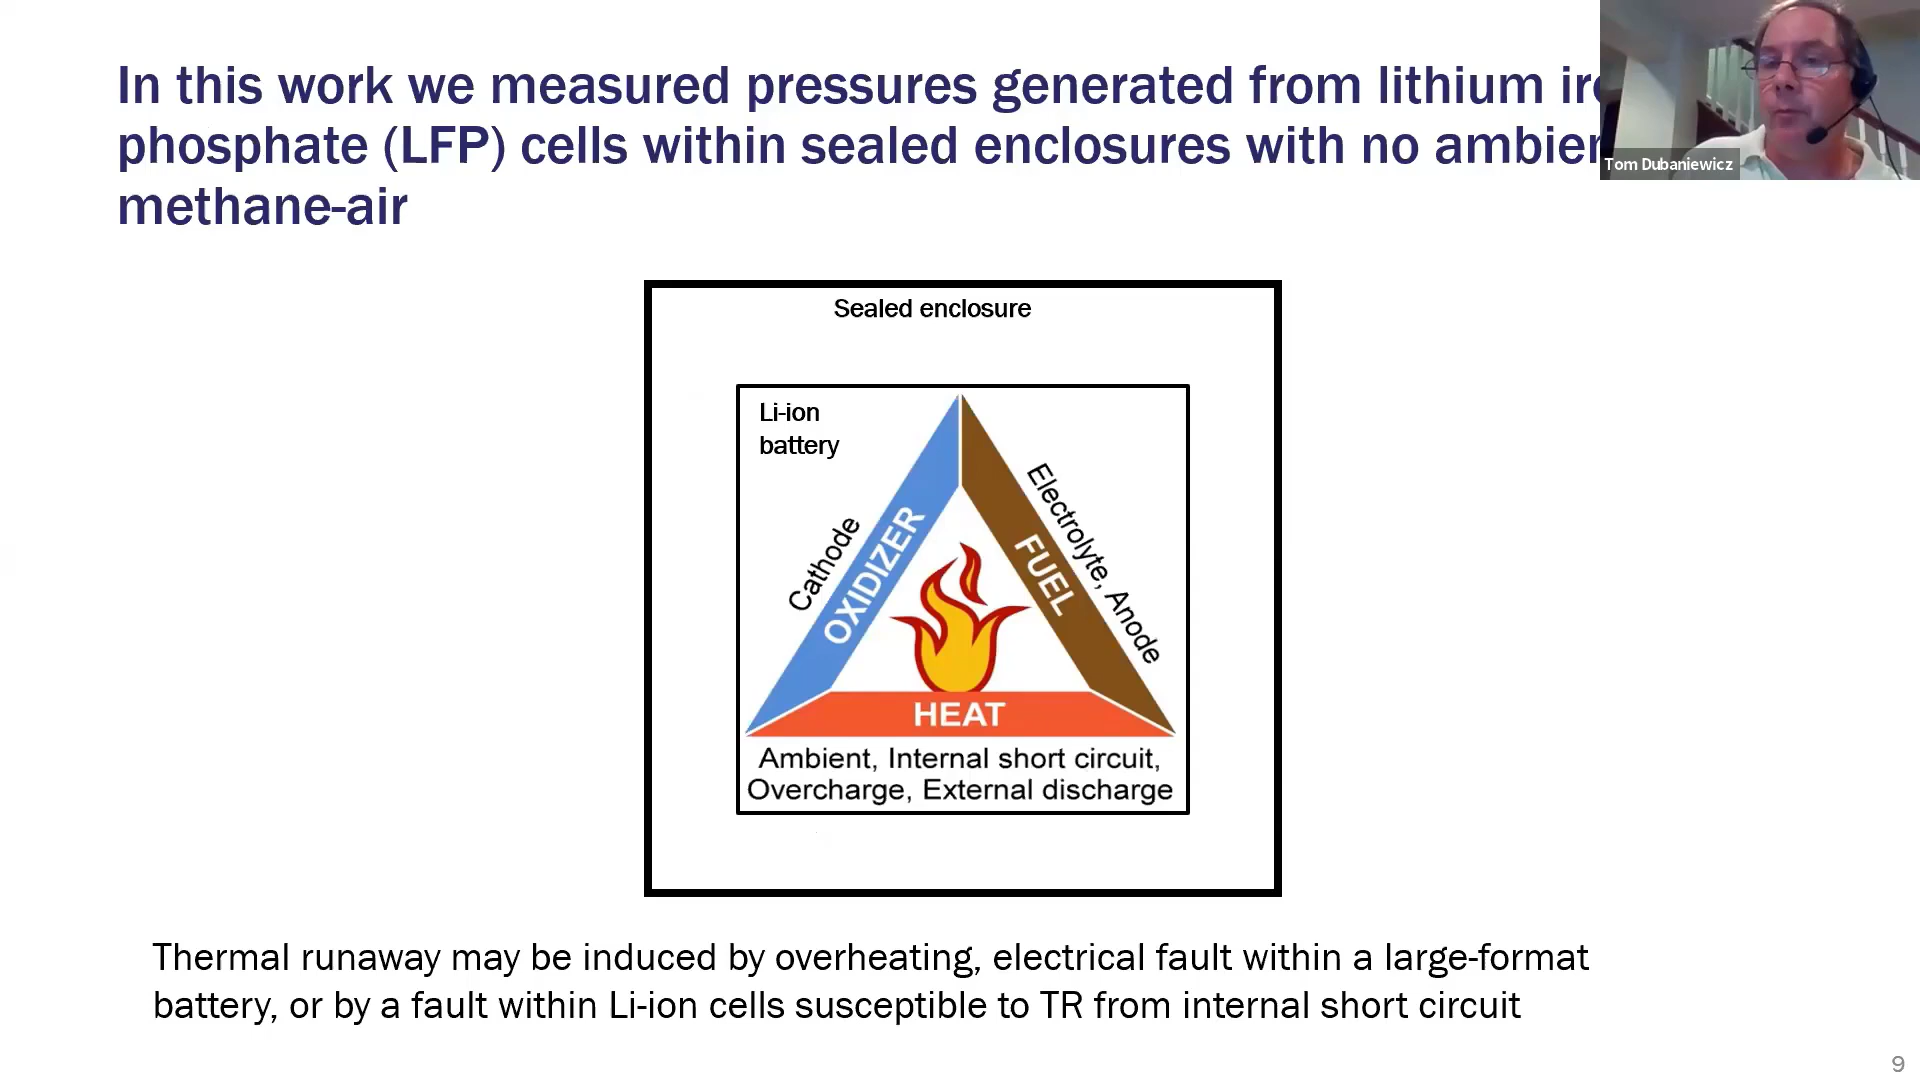 In this work we measured pressures generated from lithium
phosphate (LFP) cells within sealed enclosures with no
methane-air
Tom Dubaniewicz
Sealed enclosure
Li-ion
battery
Cathode
OXIDIZER
Electrolyte, Anode
FUEL
HEAT
Ambient, Internal short circuit,
Overcharge, External discharge
Thermal runaway may be induced by overheating, electrical fault within a large-format
battery, or by a fault within Li-ion cells susceptible to TR from internal short circuit
9